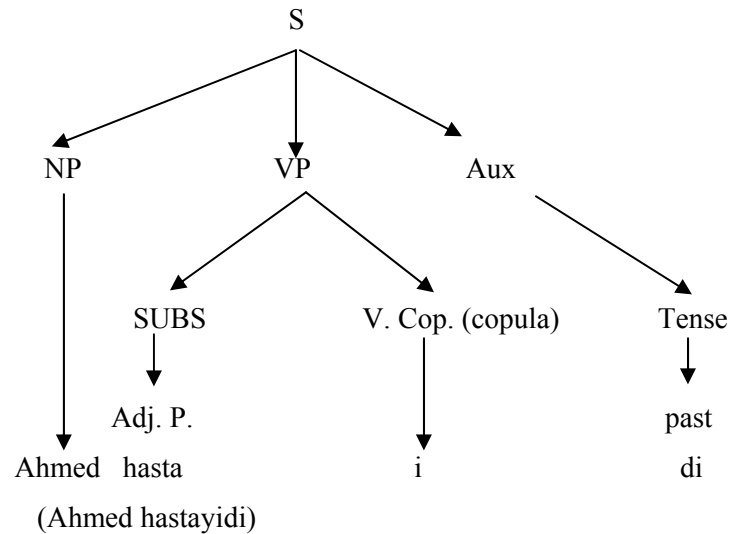 S
NP VP Aux
SUBS V. Cop. (copula) Tense
Adj. P. past
Ahmed hasta i di
(Ahmed hastayidi)